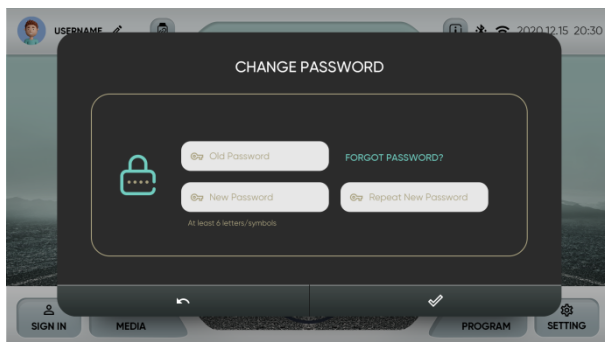 USERNAME
2020.12.15 20:30
CHANGE PASSWORD
Old Password
FORGOT PASSWORD?
New Password
Repeat New Password
At least 6 letters/symbols
SIGN IN
MEDIA
PROGRAM
SETTING